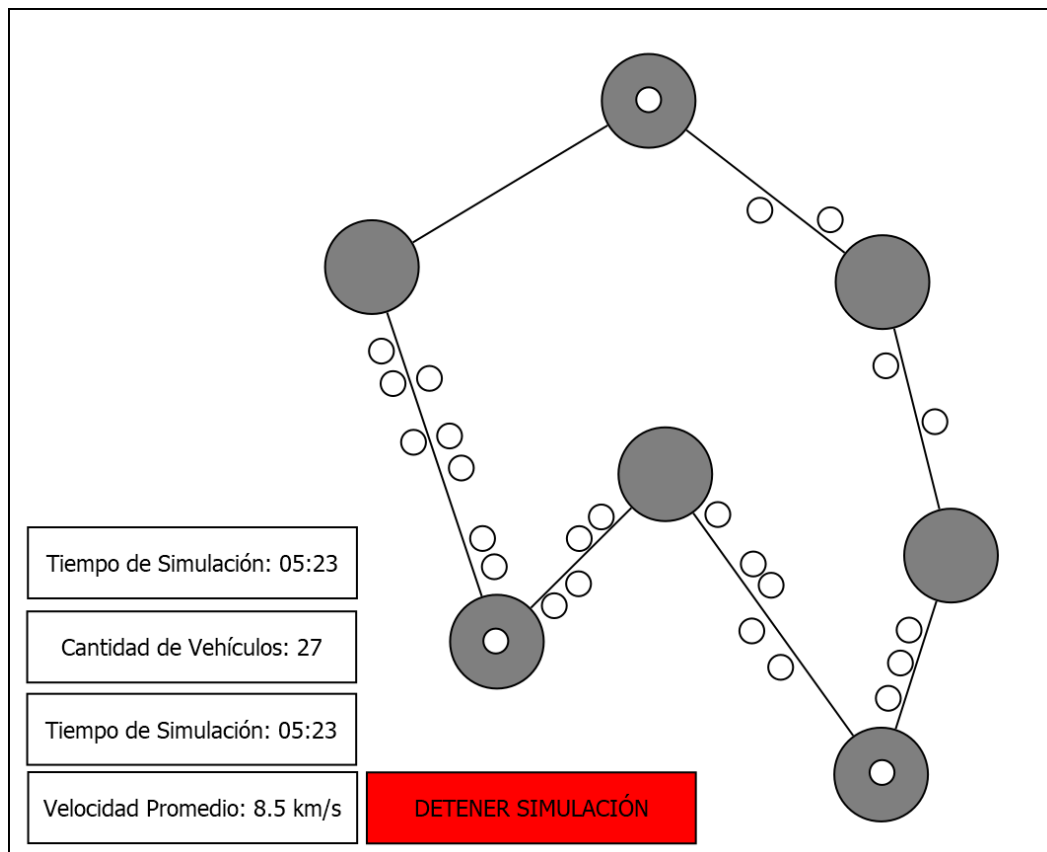 Tiempo de Simulación: 05:23
Cantidad de Vehículos: 27
Tiempo de Simulación: 05:23
Velocidad Promedio: 8.5 km/s
DETENER SIMULACIÓN